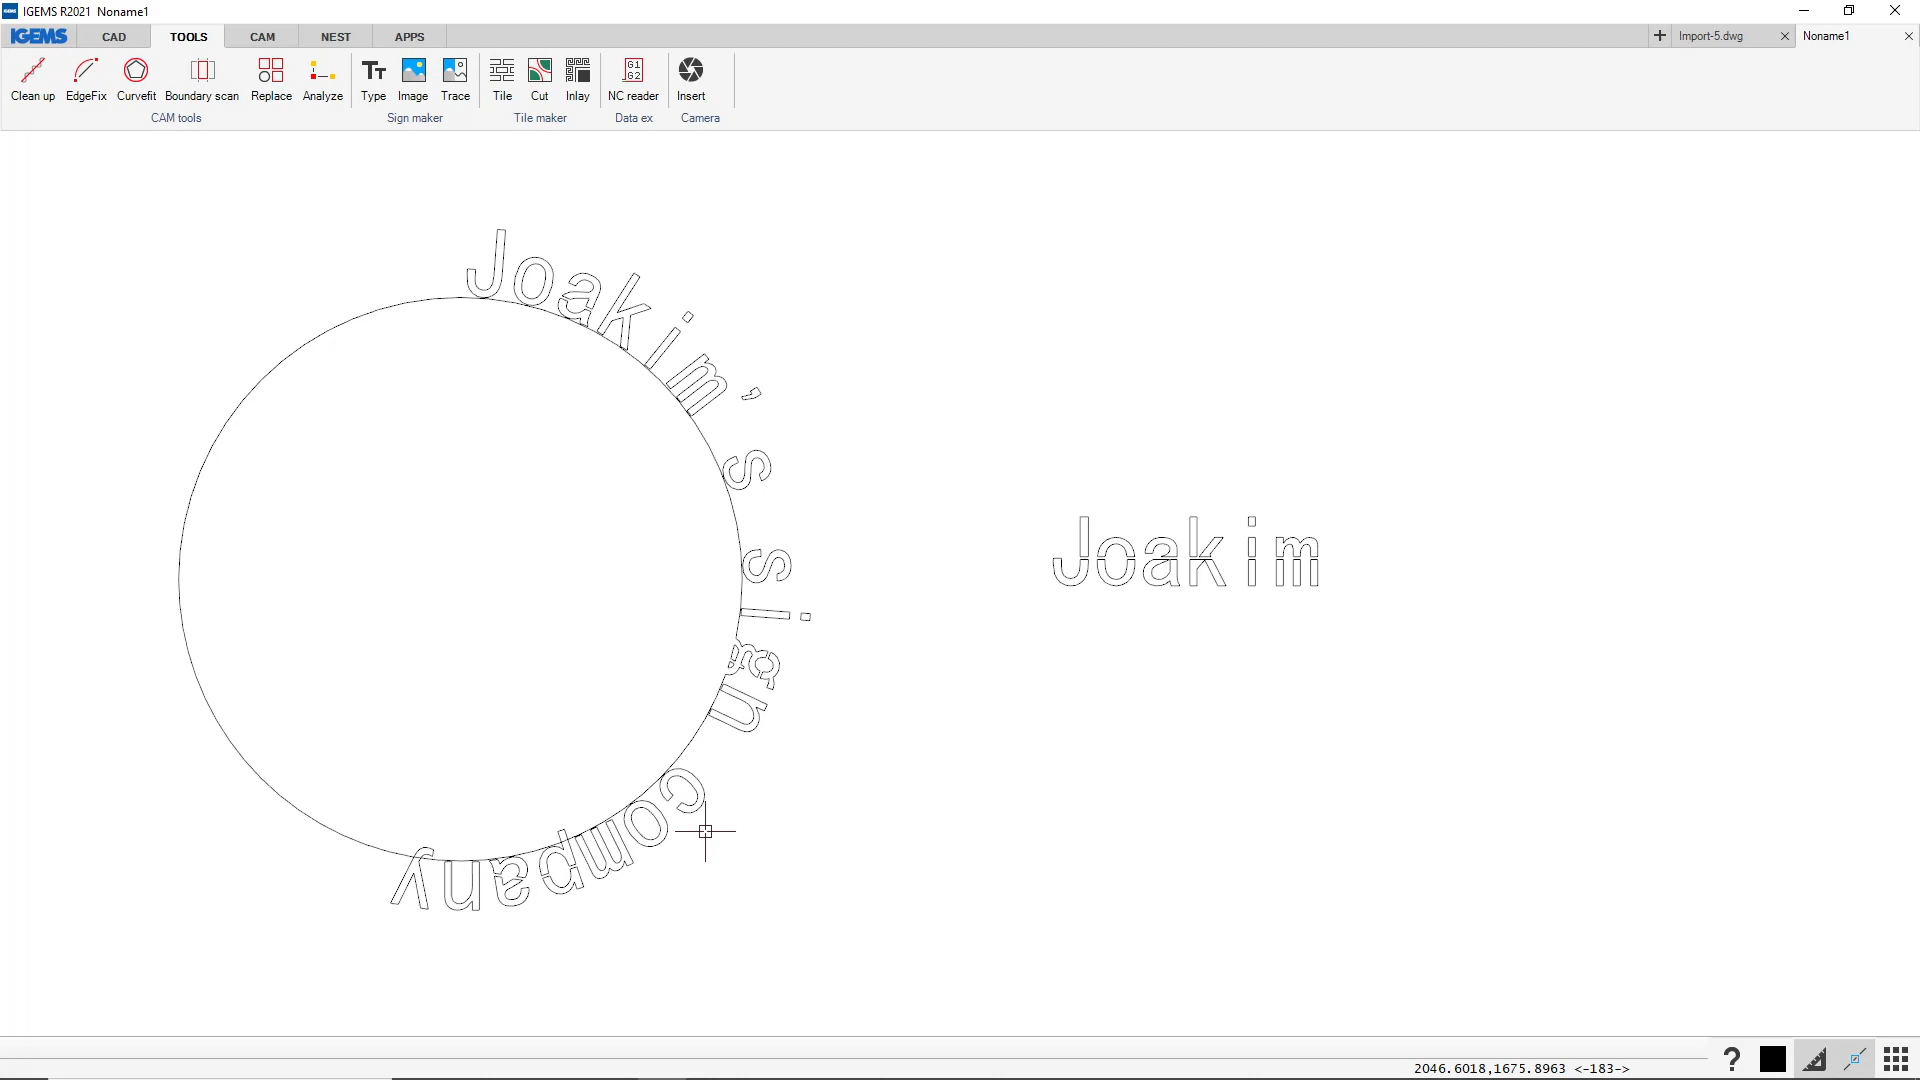 IGEMS R2021 Noname1
IGEMS CAD TOOLS CAM NEST APPS Import-5.dwg Noname1
Clean up EdgeFix Curvefit Boundary scan Replace Analyze Type Image Trace Tile Cut Inlay G1 G2 NC reader Insert
CAM tools Sign maker Tile maker Data ex Camera
Joakim's sign company
Joakim
2046.6018,1675.8963 <-183->